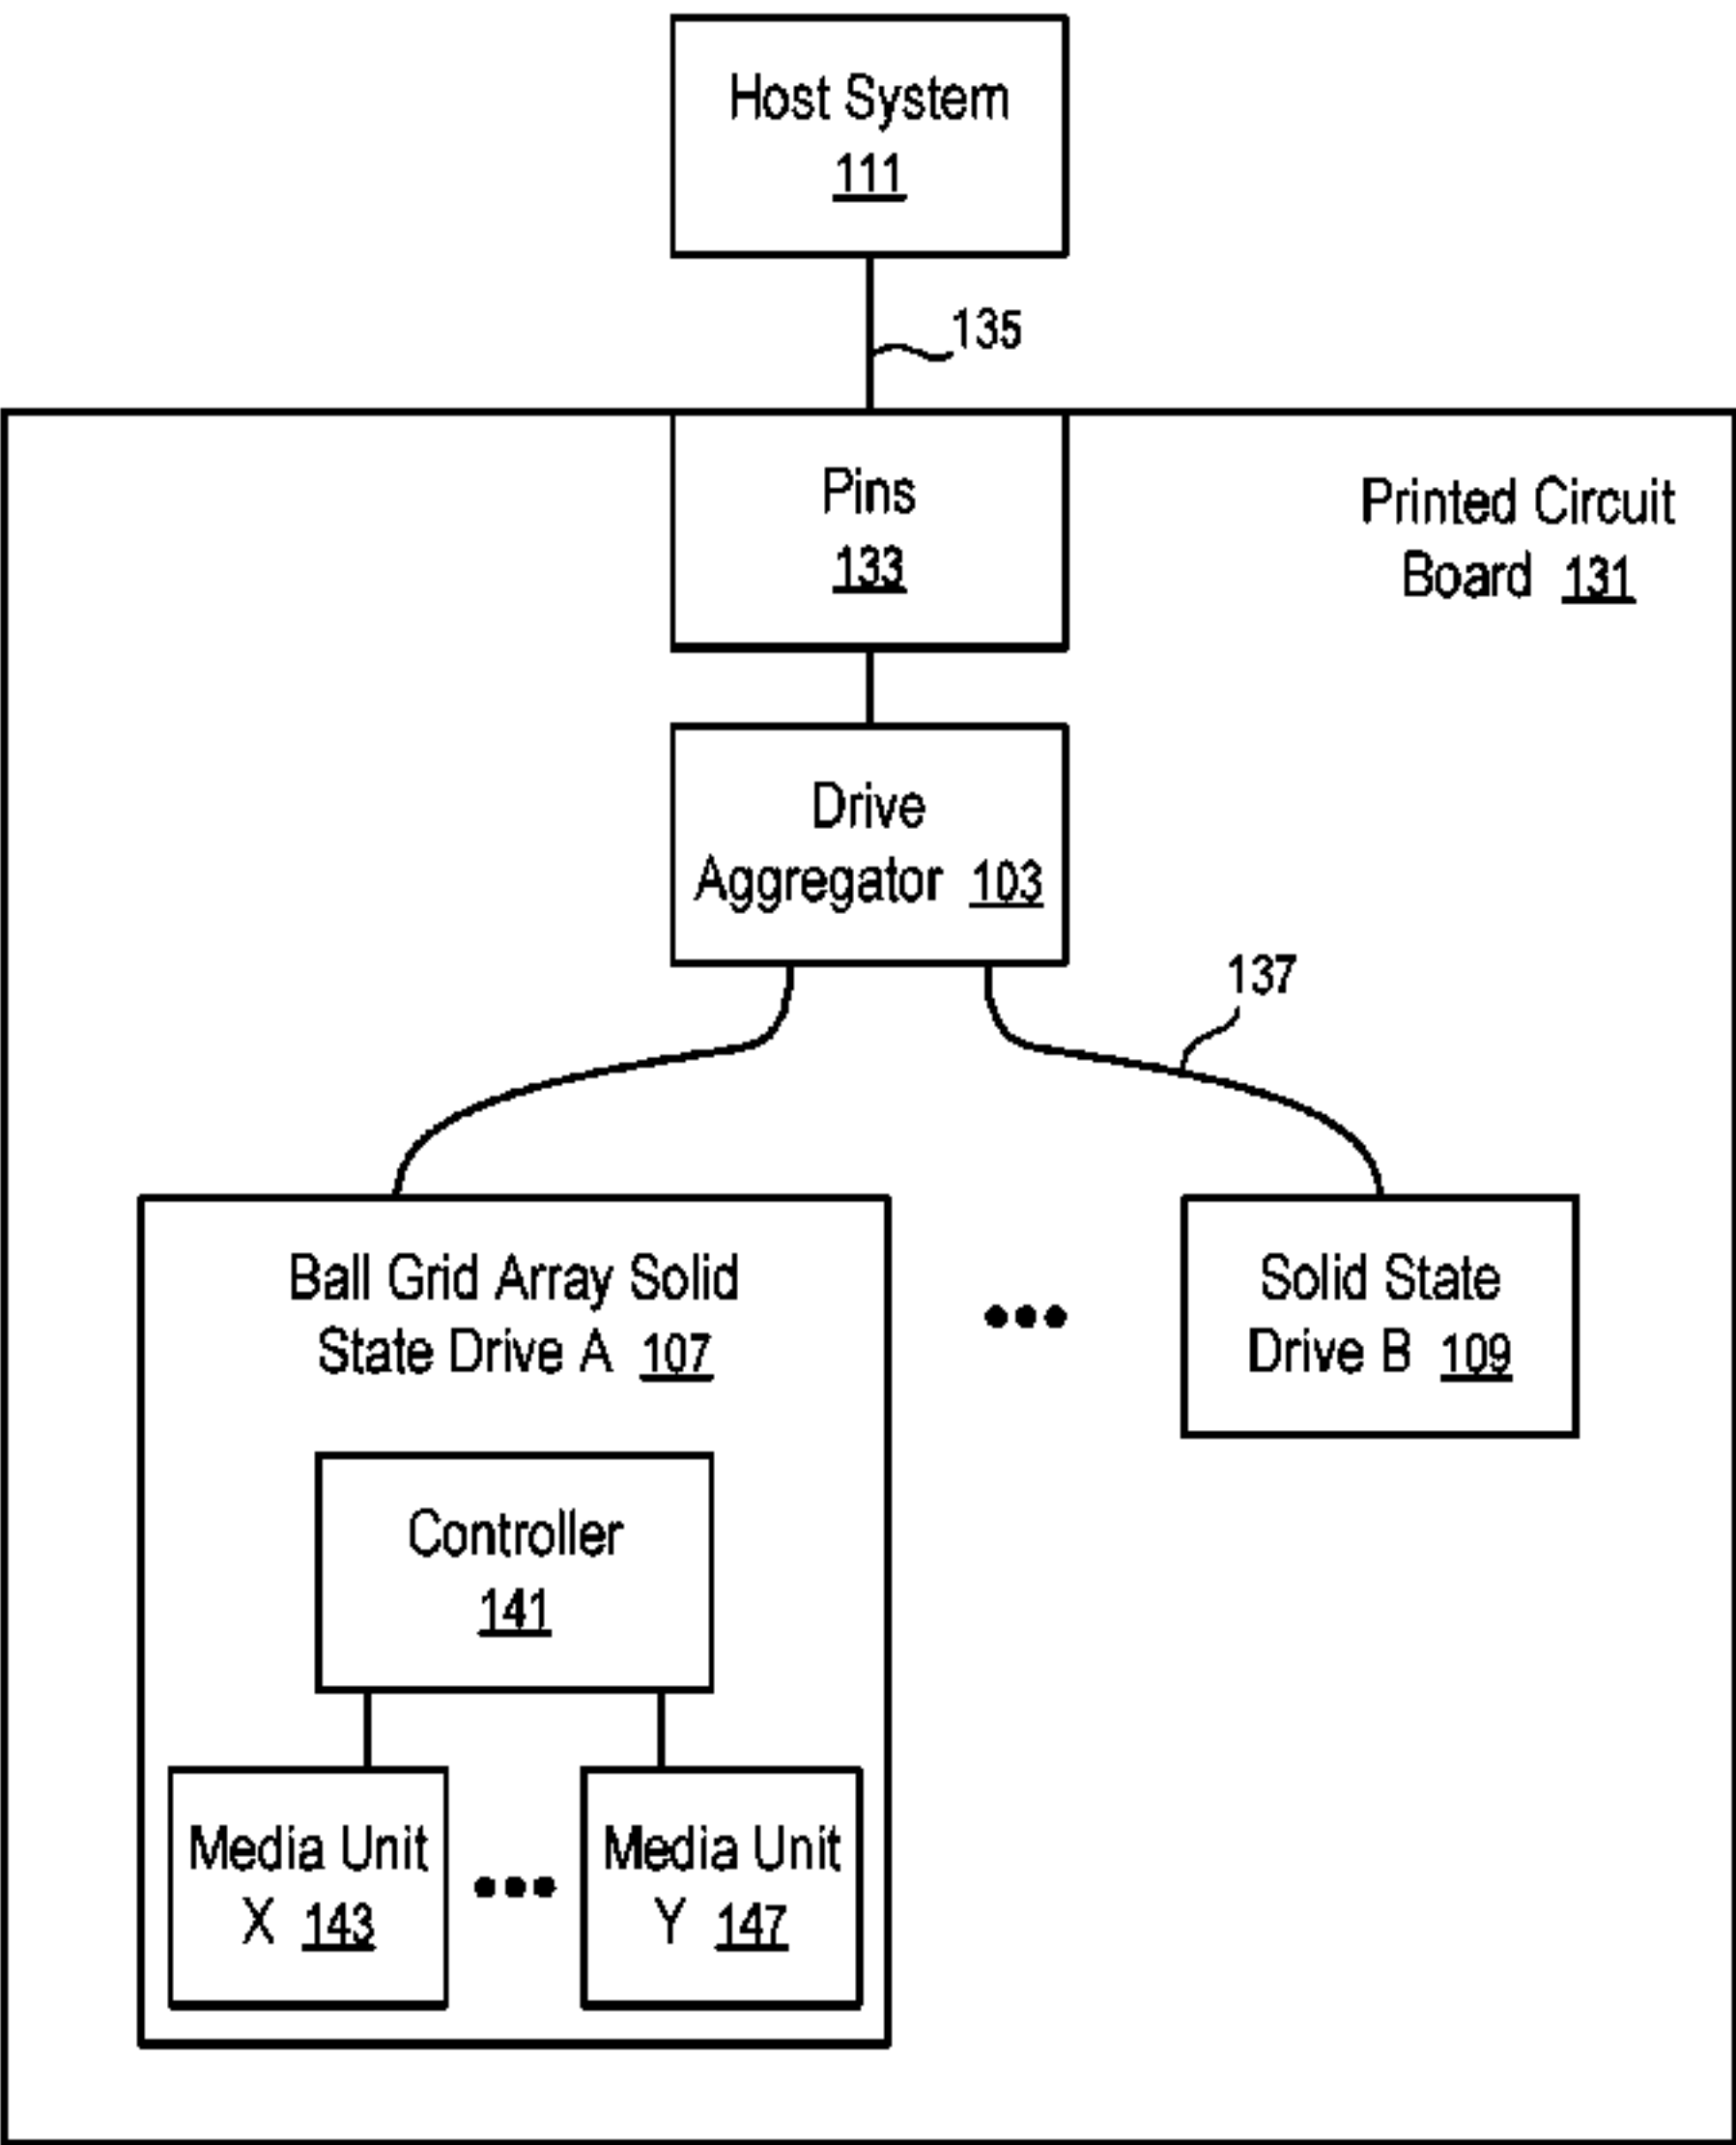 Host System
111
135
Pins
133
Printed Circuit
Board 131
Drive
Aggregator 103
137
Ball Grid Array Solid
State Drive A 107
Solid State
Drive B 109
Controller
141
Media Unit
X 143
Media Unit
Y 147